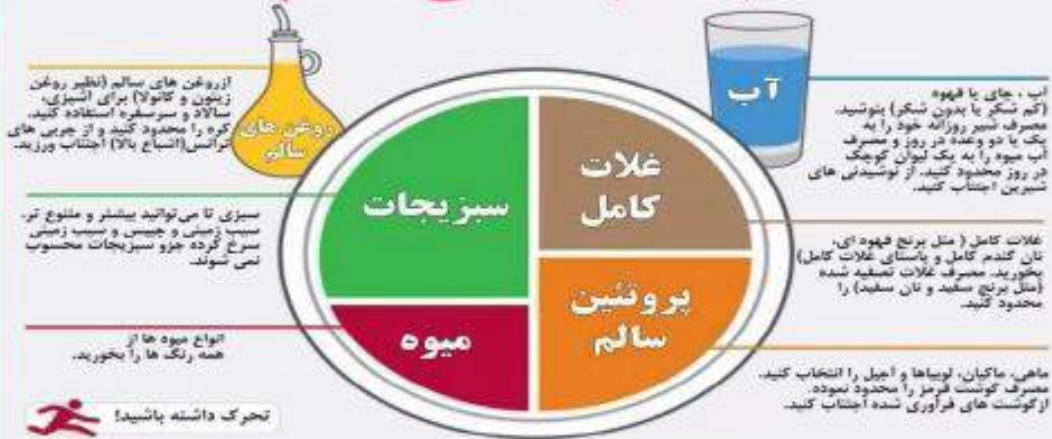 آب
آب ، چای یا قهوه
(کم شکر یا بدون شکر) بنوشید.
مصرف شیر روزانه خود را به
یک یا دو وعده در روز و مصرف
آب میوه را به یک لیوان کوچک
در روز محدود کنید. از نوشیدنی های
شیرین اجتناب کنید.
روغن های
سالم
ازروغن های سالم (نظیر روغن
زیتون و کانولا) برای آشپزی،
سالاد و سرسفره استفاده کنید.
کره را محدود کنید و از چربی های
ترانس(اشباع بالا) اجتناب ورزید.
غلات
کامل
غلات کامل ( مثل برنج قهوه ای،
نان گندم کامل و پاستای غلات کامل)
بخورید. مصرف غلات تصفیه شده
(مثل برنج سفید و نان سفید) را
محدود کنید.
سبزیجات
سبزی تا می‌توانید بیشتر و متنوع تر.
سیب زمینی و چیپس و سیب زمینی
سرخ کرده جزو سبزیجات محسوب
نمی شوند.
پروتئین
سالم
ماهی، ماکیان، لوبیاها و آجیل را انتخاب کنید.
مصرف گوشت قرمز را محدود نموده،
ازگوشت های فرآوری شده اجتناب کنید.
میوه
انواع میوه ها از
همه رنگ ها را بخورید.
تحرک داشته باشید!